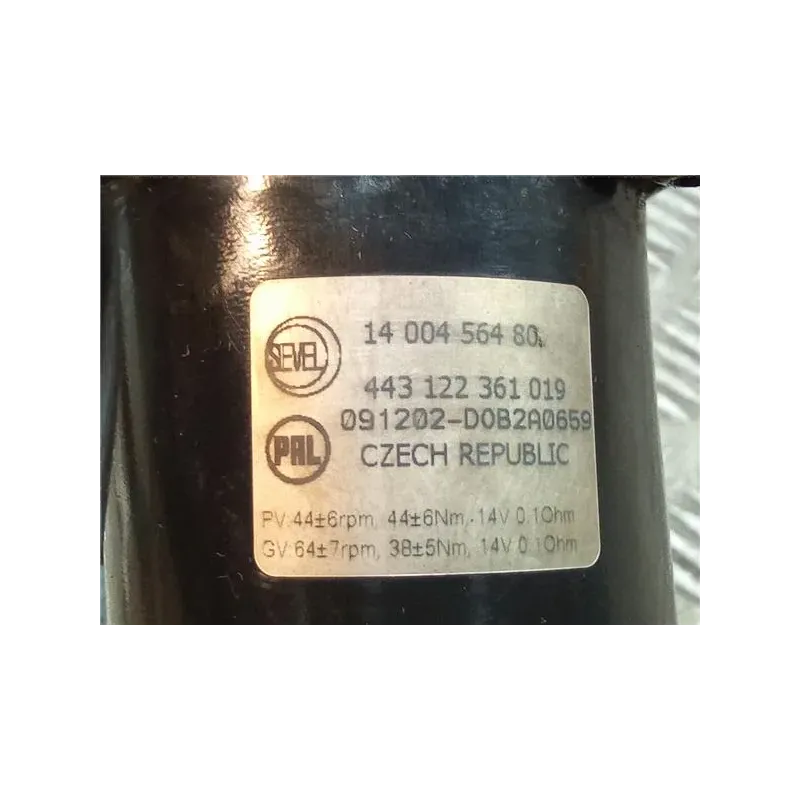 SEVEL
14 004 564 80.
443 122 361 019
091202-D0B2A0659
PAL
CZECH REPUBLIC
PV:44±6rpm, 44±6Nm, 14V 0.1Ohm
GV:64±7rpm, 38±5Nm, 14V 0.1Ohm